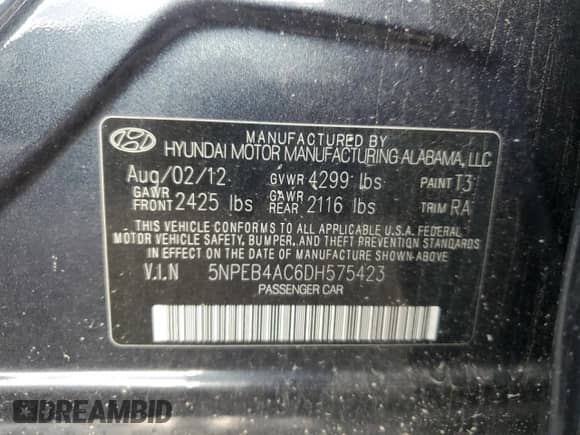 MANUFACTURED BY
HYUNDAI MOTOR MANUFACTURING ALABAMA, LLC
Aug/02/12 GVWR 4299 lbs PAINT T3
GAWR FRONT 2425 lbs GAWR REAR 2116 lbs TRIM RA
THIS VEHICLE CONFORMS TO ALL APPLICABLE U.S.A. FEDERAL
MOTOR VEHICLE SAFETY, BUMPER, AND THEFT PREVENTION STANDARDS
IN EFFECT ON THE DATE OF MANUFACTURE SHOWN ABOVE.
V.I.N 5NPEB4AC6DH575423
PASSENGER CAR
DREAMBID